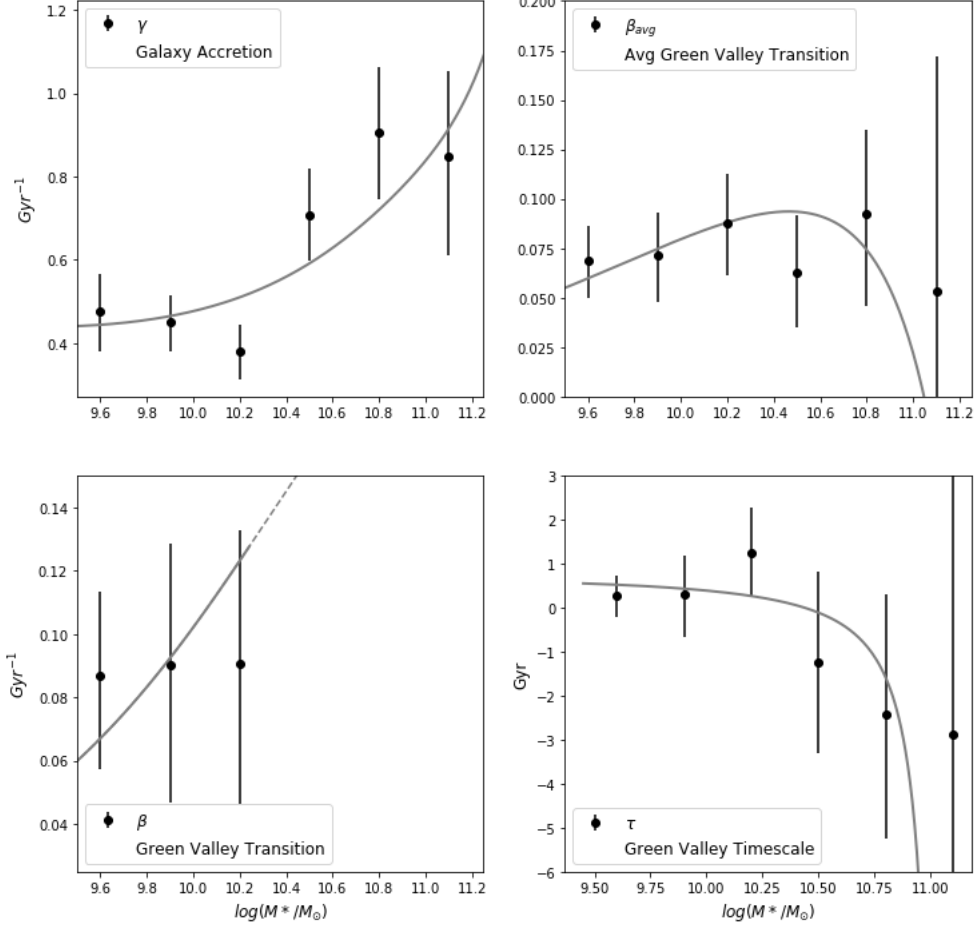 1.2
1.0
0.8
0.6
0.4
Gyr⁻¹
γ
Galaxy Accretion
9.6 9.8 10.0 10.2 10.4 10.6 10.8 11.0 11.2
0.200
0.175
0.150
0.125
0.100
0.075
0.050
0.025
0.000
β_avg
Avg Green Valley Transition
9.6 9.8 10.0 10.2 10.4 10.6 10.8 11.0 11.2
0.14
0.12
0.10
0.08
0.06
0.04
Gyr⁻¹
β
Green Valley Transition
9.6 9.8 10.0 10.2 10.4 10.6 10.8 11.0 11.2
log(M*/M⊙)
3
2
1
0
−1
−2
−3
−4
−5
−6
Gyr
τ
Green Valley Timescale
9.50 9.75 10.00 10.25 10.50 10.75 11.00
log(M*/M⊙)